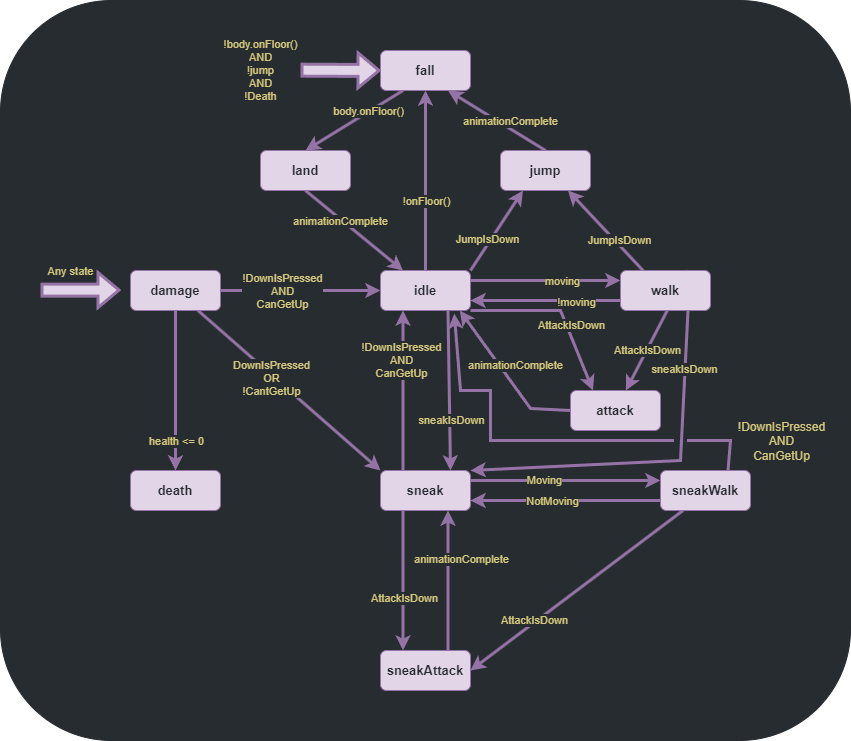 !body.onFloor()
AND
!jump
AND
!Death
fall
body.onFloor()
animationComplete
land
jump
!onFloor()
animationComplete
JumpIsDown
JumpIsDown
Any state
damage
!DownIsPressed
AND
CanGetUp
idle
moving
!moving
walk
AttackIsDown
!DownIsPressed
AND
CanGetUp
AttackIsDown
DownIsPressed
OR
!CantGetUp
animationComplete
sneakIsDown
attack
sneakIsDown
!DownIsPressed
AND
CanGetUp
health <= 0
death
sneak
Moving
NotMoving
sneakWalk
animationComplete
AttackIsDown
AttackIsDown
sneakAttack